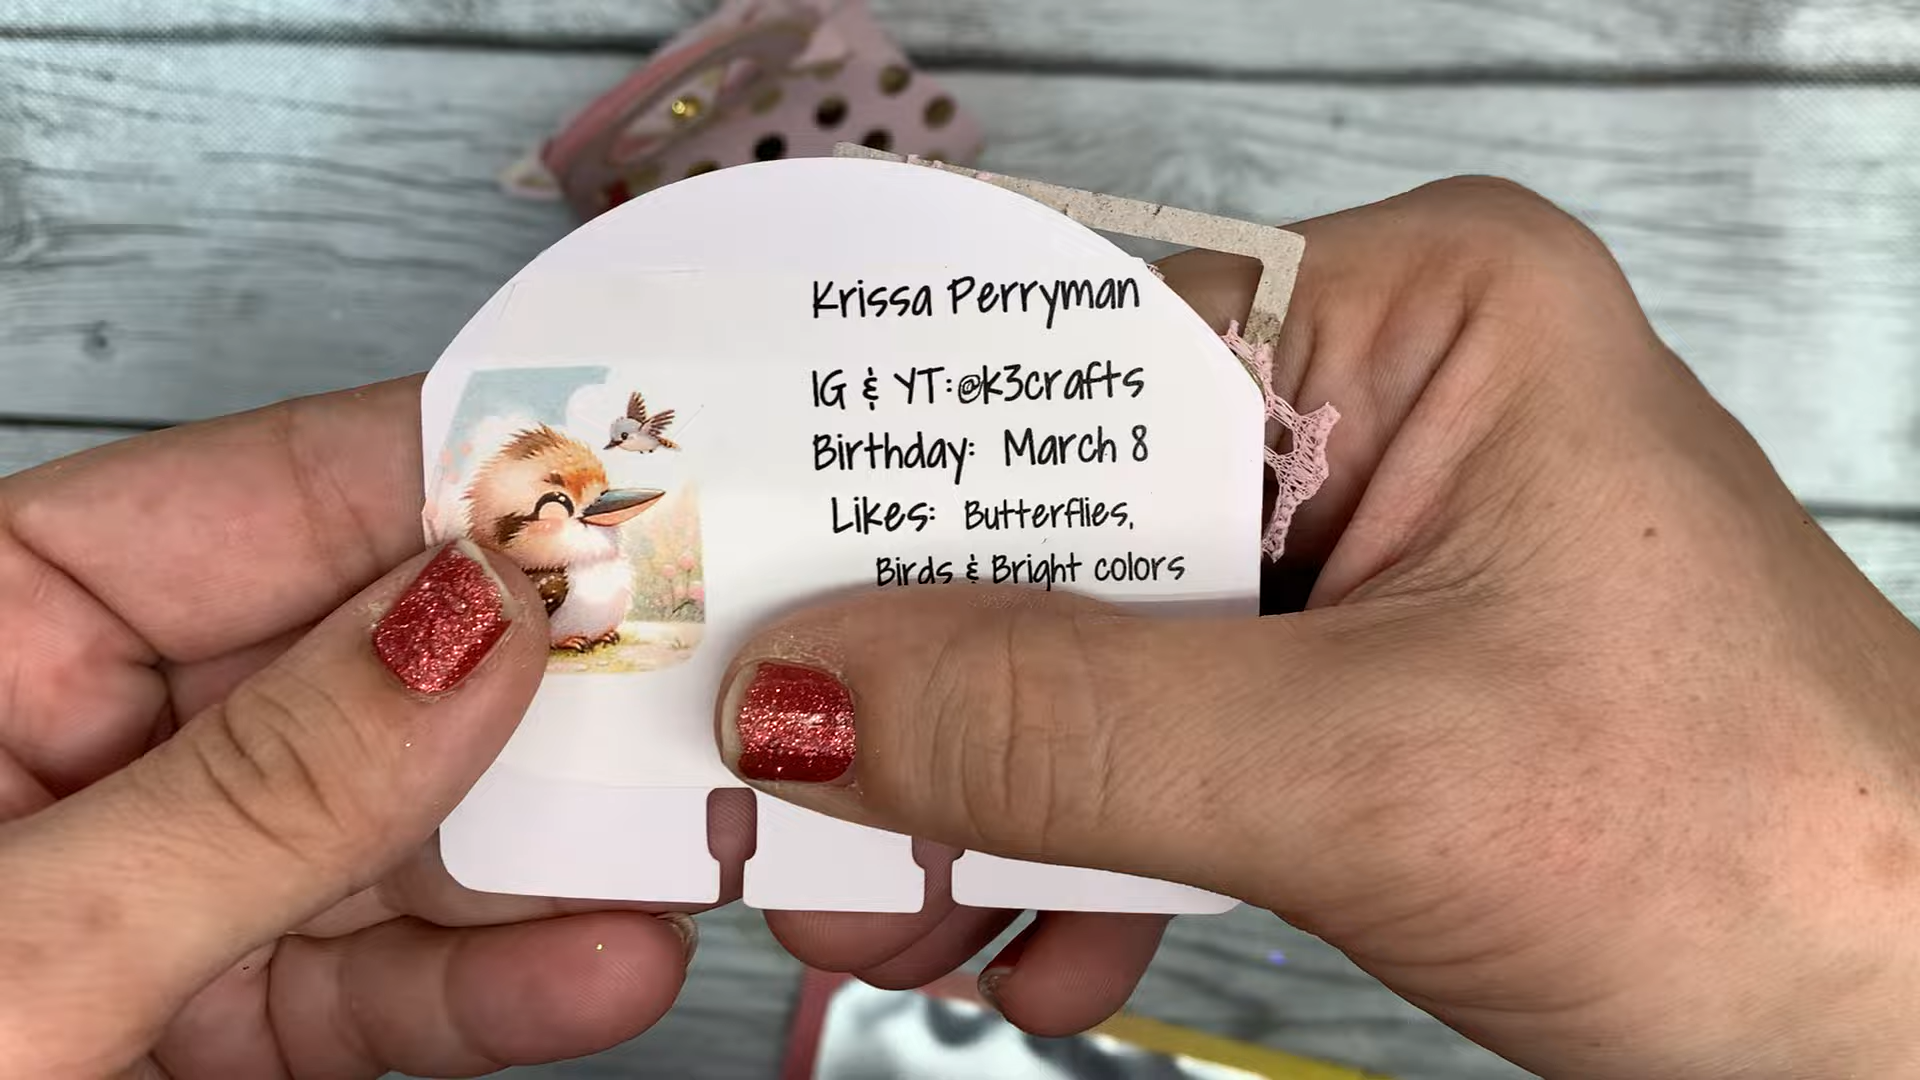 Krissa Perryman
IG & YT:@k3crafts
Birthday: March 8
Likes: Butterflies,
Birds & Bright colors